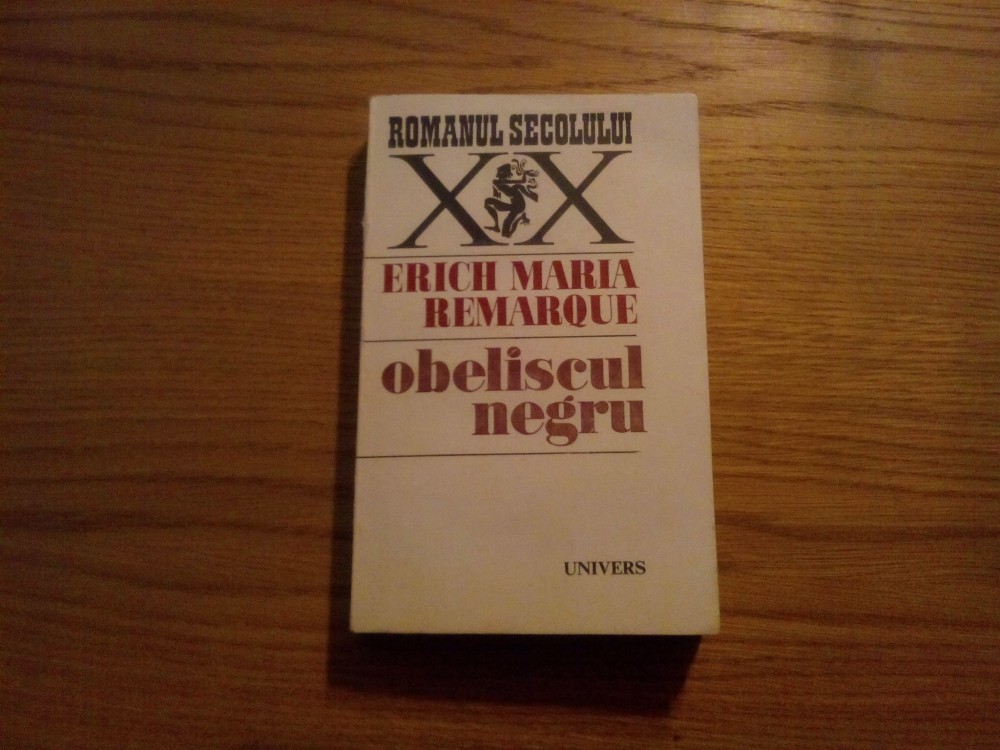 ROMANUL SECOLULUI
XX
ERICH MARIA
REMARQUE
obeliscul
negru
UNIVERS